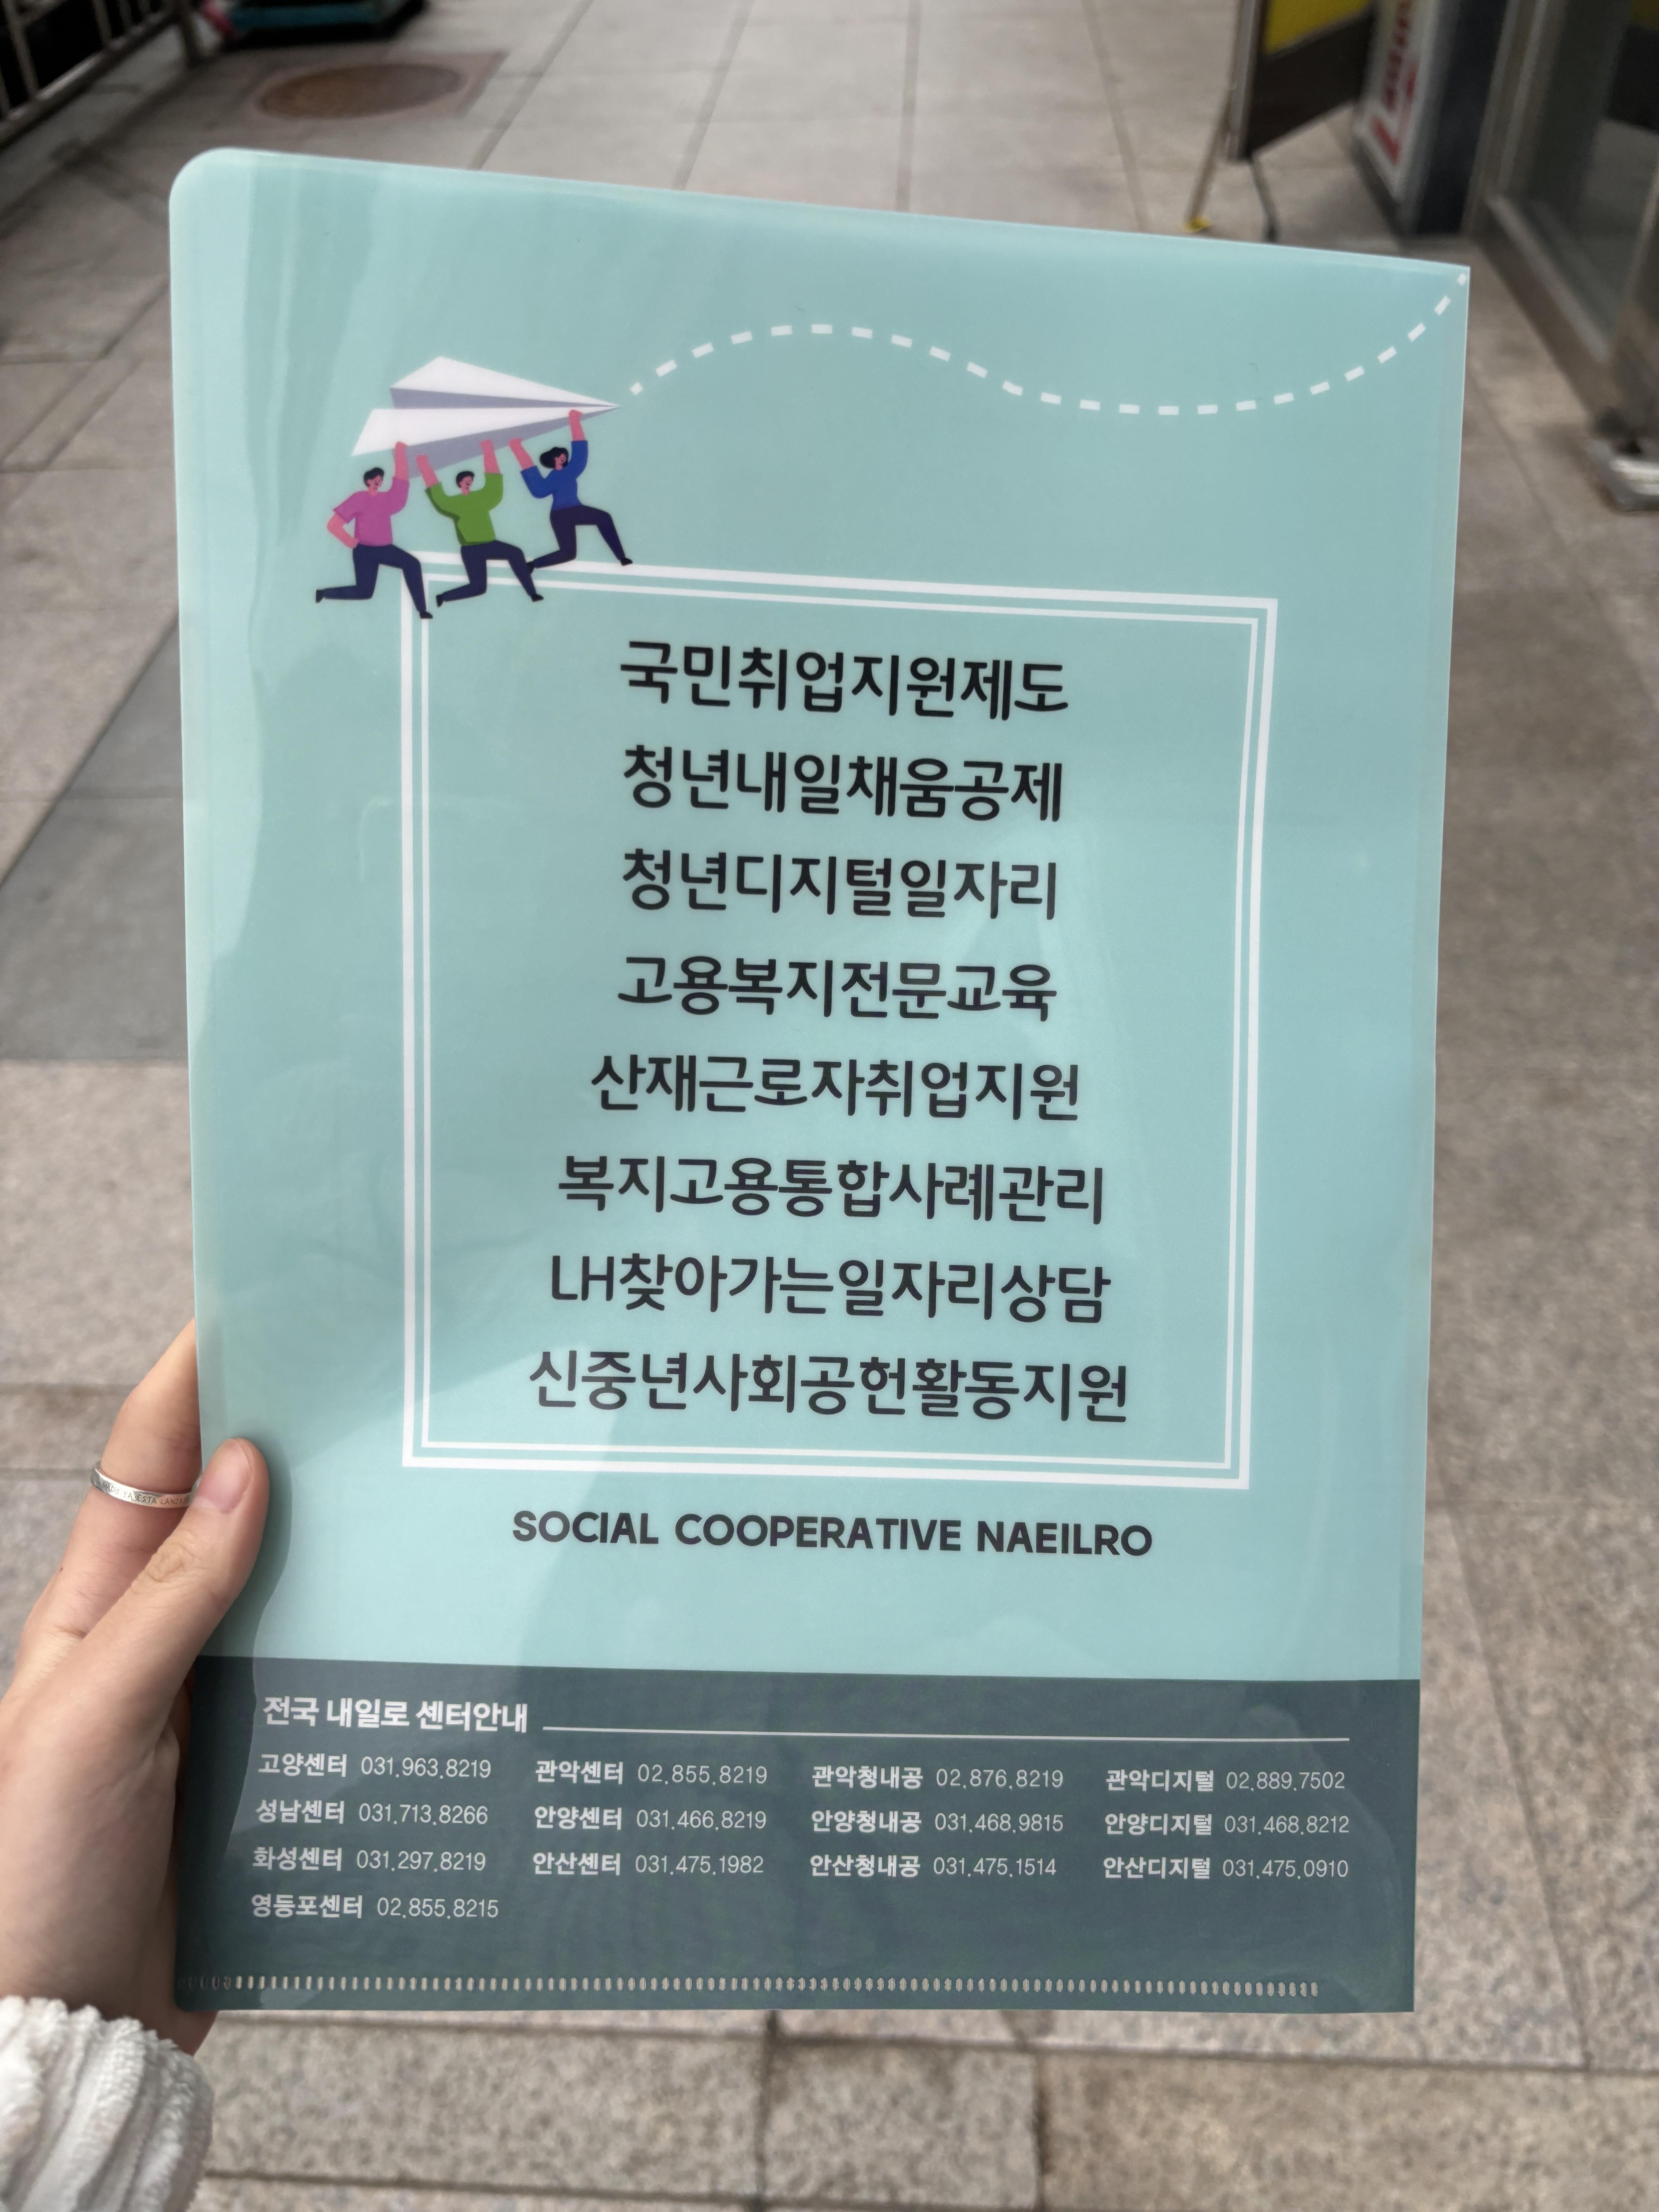 국민취업지원제도
청년내일채움공제
청년디지털일자리
고용복지전문교육
산재근로자취업지원
복지고용통합사례관리
LH찾아가는일자리상담
신중년사회공헌활동지원
SOCIAL COOPERATIVE NAEILRO
전국 내일로 센터안내
고양센터 031.963.8219 관악센터 02.855.8219 관악청내공 02.876.8219 관악디지털 02.889.7502
성남센터 031.713.8266 안양센터 031.466.8219 안양청내공 031.468.9815 안양디지털 031.468.8212
화성센터 031.297.8219 안산센터 031.475.1982 안산청내공 031.475.1514 안산디지털 031.475.0910
영등포센터 02.855.8215